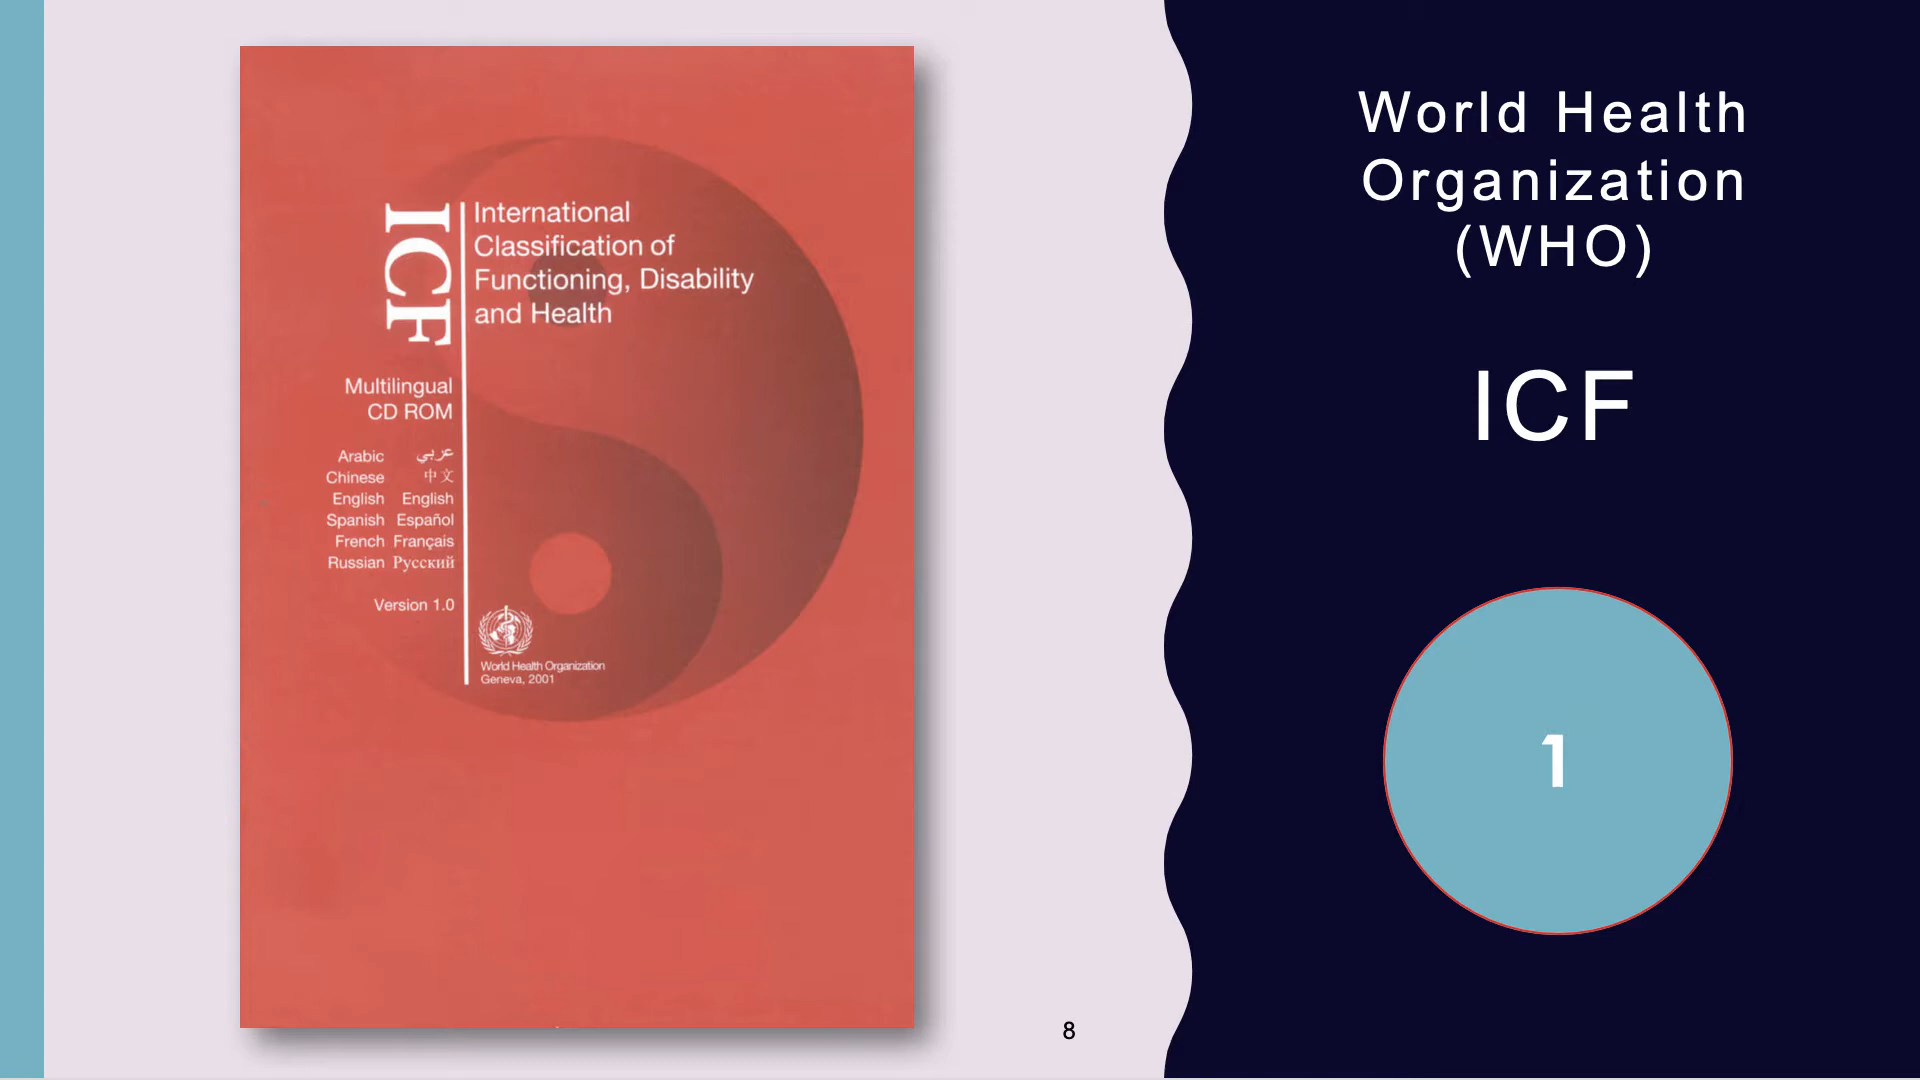 ICF
International
Classification of
Functioning, Disability
and Health
Multilingual
CD ROM
Arabic عربي
Chinese 中文
English English
Spanish Español
French Français
Russian Русский
Version 1.0
World Health Organization
Geneva, 2001
8
World Health
Organization
(WHO)
ICF
1